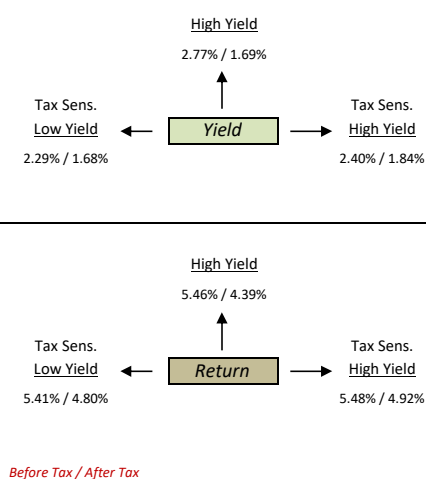 High Yield
2.77% / 1.69%
Tax Sens.
Low Yield
2.29% / 1.68%
Yield
Tax Sens.
High Yield
2.40% / 1.84%
High Yield
5.46% / 4.39%
Tax Sens.
Low Yield
5.41% / 4.80%
Return
Tax Sens.
High Yield
5.48% / 4.92%
Before Tax / After Tax